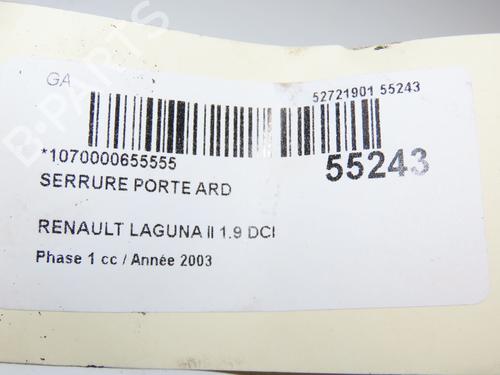 GA
52721901 55243
*1070000655555
55243
SERRURE PORTE ARD
RENAULT LAGUNA II 1.9 DCI
Phase 1 cc / Année 2003
B-PARTS